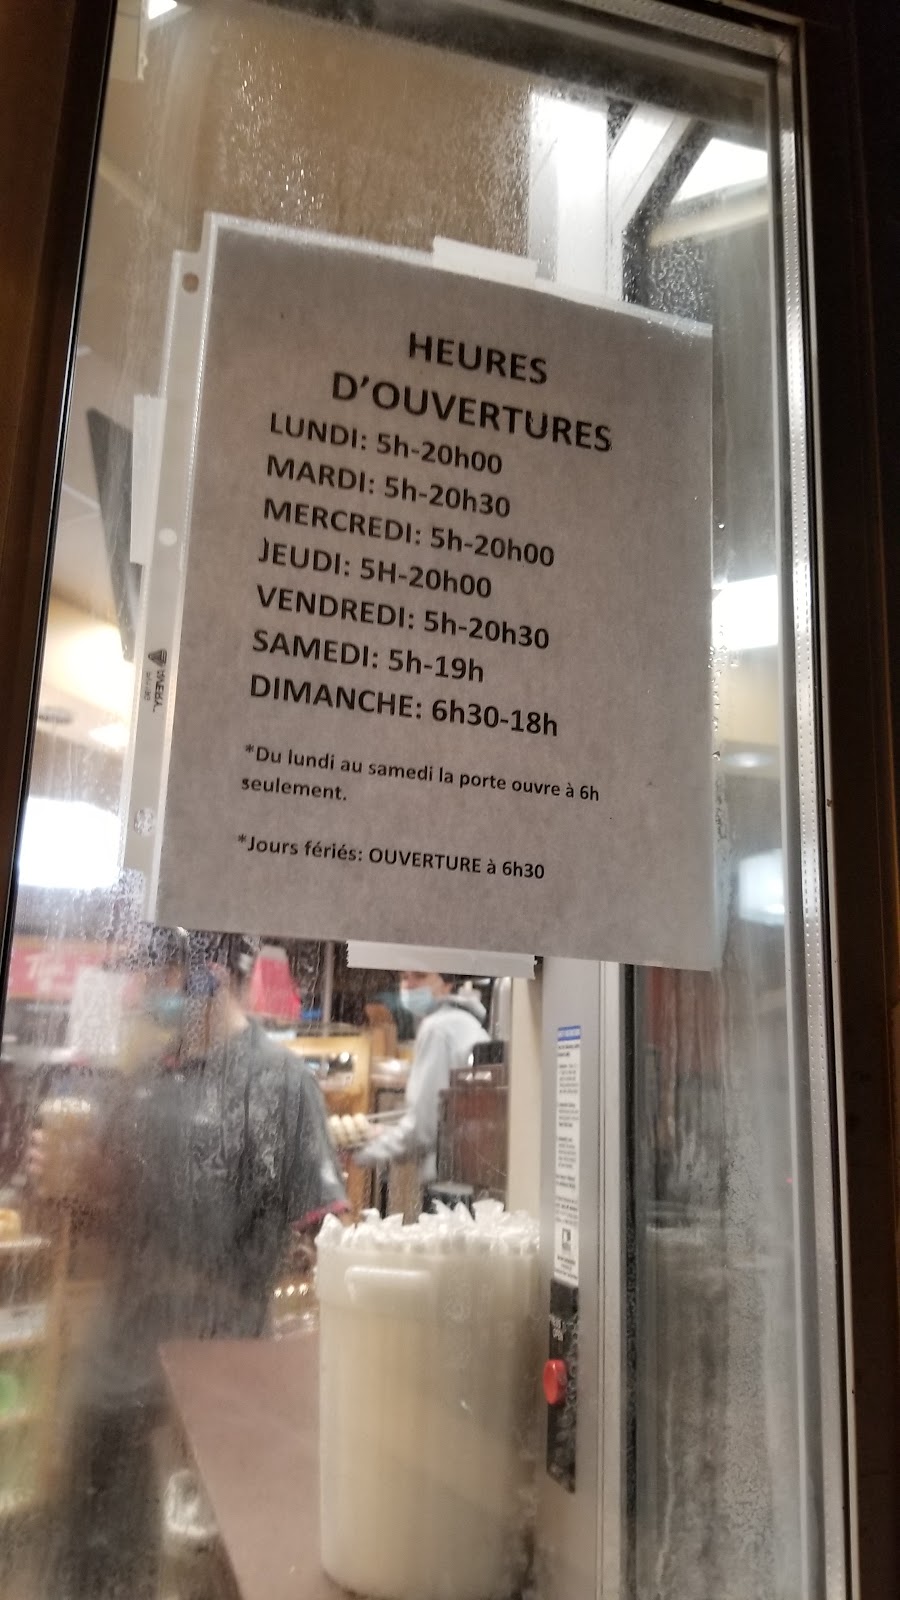 HEURES
D'OUVERTURES
LUNDI: 5h-20h00
MARDI: 5h-20h30
MERCREDI: 5h-20h00
JEUDI: 5H-20h00
VENDREDI: 5h-20h30
SAMEDI: 5h-19h
DIMANCHE: 6h30-18h
*Du lundi au samedi la porte ouvre à 6h
seulement.
*Jours fériés: OUVERTURE à 6h30